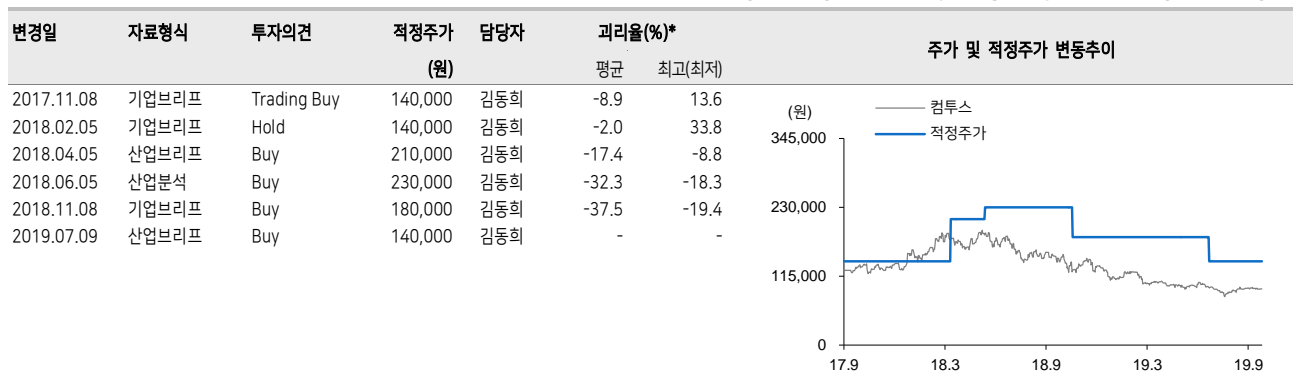 변경일 자료형식 투자의견 적정주가 담당자 괴리율(%)* 주가 및 적정주가 변동추이
(원) 평균 최고(최저)
2017.11.08 기업브리프 Trading Buy 140,000 김동희 -8.9 13.6
2018.02.05 기업브리프 Hold 140,000 김동희 -2.0 33.8
2018.04.05 산업브리프 Buy 210,000 김동희 -17.4 -8.8
2018.06.05 산업분석 Buy 230,000 김동희 -32.3 -18.3
2018.11.08 기업브리프 Buy 180,000 김동희 -37.5 -19.4
2019.07.09 산업브리프 Buy 140,000 김동희 - -
(원)
컴투스
적정주가
345,000
230,000
115,000
0
17.9 18.3 18.9 19.3 19.9